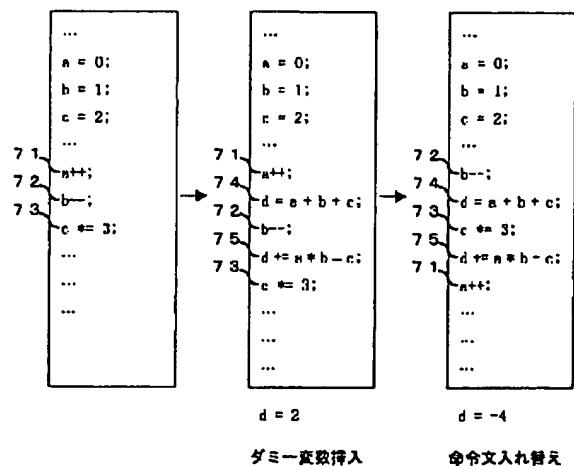 ...
a = 0;
b = 1;
c = 2;
...
71 a++;
72 b--;
73 c *= 3;
...
...
...
...
a = 0;
b = 1;
c = 2;
...
71 a++;
74 d = a + b + c;
72 b--;
75 d += a * b - c;
73 c *= 3;
...
...
...
d = 2
ダミー変数挿入
...
a = 0;
b = 1;
c = 2;
...
72 b--;
74 d = a + b + c;
73 c *= 3;
75 d += a * b - c;
71 a++;
...
...
...
d = -4
命令文入れ替え